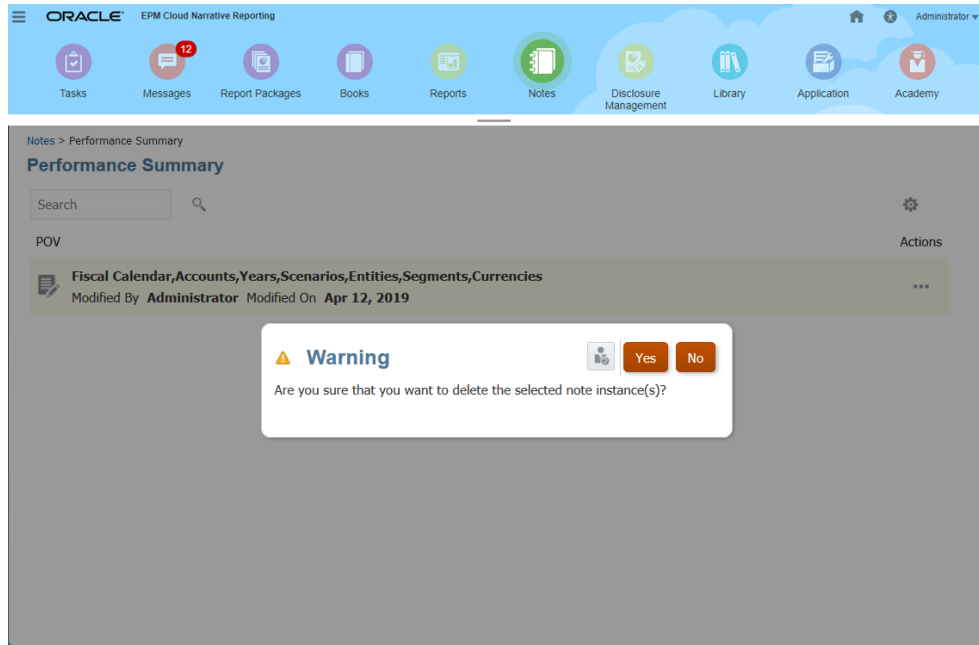 ORACLE® EPM Cloud Narrative Reporting Administrator
12
Tasks Messages Report Packages Books Reports Notes Disclosure Management Library Application Academy
Notes > Performance Summary
Performance Summary
Search
POV Actions
Fiscal Calendar,Accounts,Years,Scenarios,Entities,Segments,Currencies
Modified By Administrator Modified On Apr 12, 2019
Warning Yes No
Are you sure that you want to delete the selected note instance(s)?